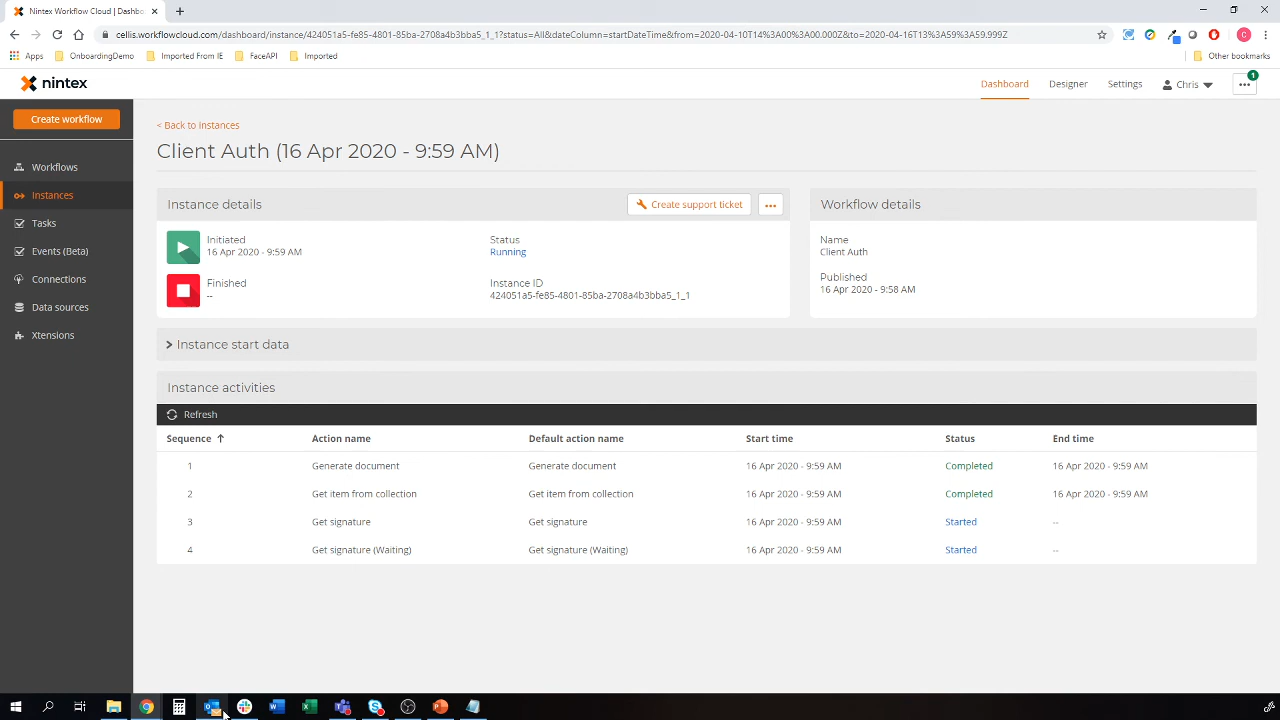 Nintex Workflow Cloud | Dashbo
cellis.workflowcloud.com/dashboard/instance/424051a5-fe85-4801-85ba-2708a4b3bba5_1_1?status=All&dateColumn=startDateTime&from=2020-04-10T14%3A00%3A00.000Z&to=2020-04-16T13%3A59%3A59.999Z
Apps OnboardingDemo Imported From IE FaceAPI Imported Other bookmarks
nintex Dashboard Designer Settings Chris 1
Create workflow
Workflows
Instances
Tasks
Events (Beta)
Connections
Data sources
Xtensions
< Back to instances
Client Auth (16 Apr 2020 - 9:59 AM)
Instance details Create support ticket
Initiated
16 Apr 2020 - 9:59 AM
Status
Running
Finished
--
Instance ID
424051a5-fe85-4801-85ba-2708a4b3bba5_1_1
Workflow details
Name
Client Auth
Published
16 Apr 2020 - 9:58 AM
Instance start data
Instance activities
Refresh
Sequence Action name Default action name Start time Status End time
1 Generate document Generate document 16 Apr 2020 - 9:59 AM Completed 16 Apr 2020 - 9:59 AM
2 Get item from collection Get item from collection 16 Apr 2020 - 9:59 AM Completed 16 Apr 2020 - 9:59 AM
3 Get signature Get signature 16 Apr 2020 - 9:59 AM Started --
4 Get signature (Waiting) Get signature (Waiting) 16 Apr 2020 - 9:59 AM Started --